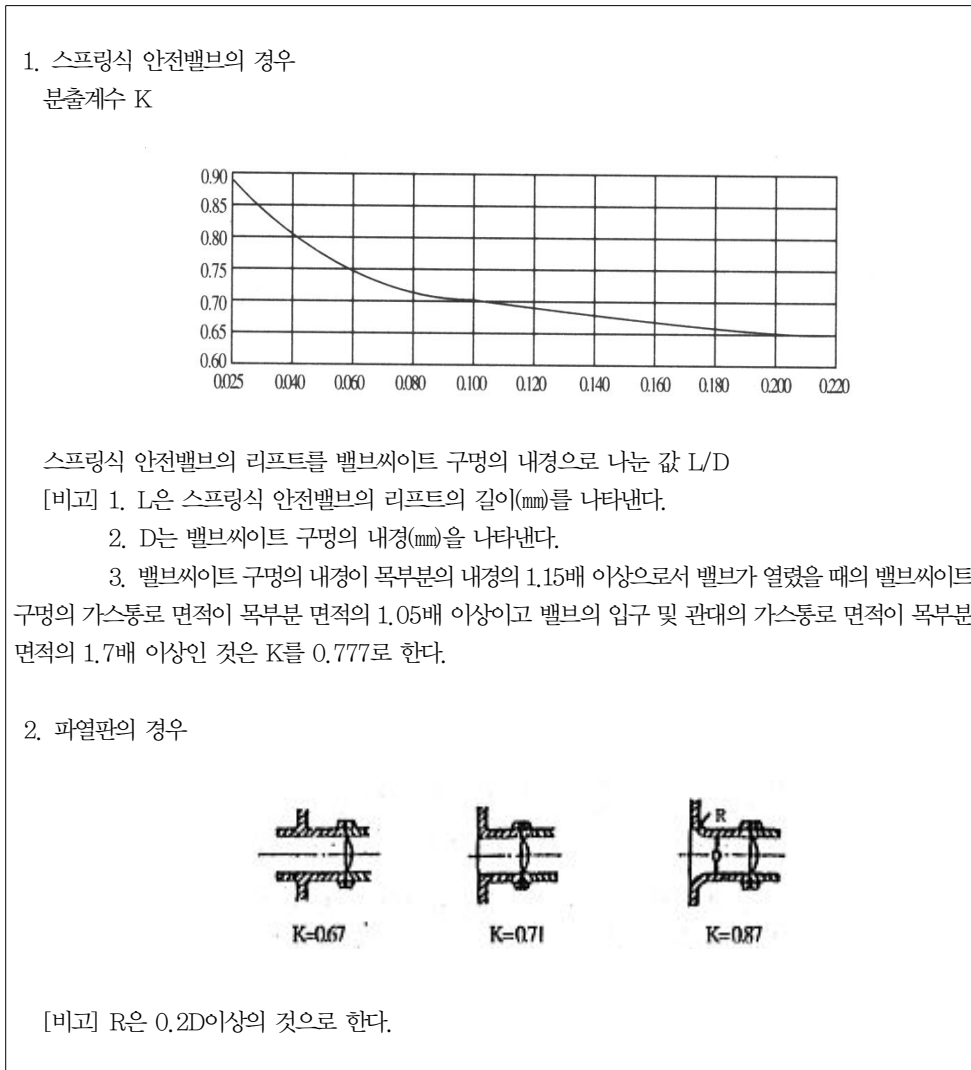 1. 스프링식 안전밸브의 경우
분출계수 K
0.90
0.85
0.80
0.75
0.70
0.65
0.60
0.025 0.040 0.060 0.080 0.100 0.120 0.140 0.160 0.180 0.200 0.220
스프링식 안전밸브의 리프트를 밸브씨이트 구멍의 내경으로 나눈 값 L/D
[비고] 1. L은 스프링식 안전밸브의 리프트의 길이(㎜)를 나타낸다.
2. D는 밸브씨이트 구멍의 내경(㎜)을 나타낸다.
3. 밸브씨이트 구멍의 내경이 목부분의 내경의 1.15배 이상으로서 밸브가 열렸을 때의 밸브씨이트
구멍의 가스통로 면적이 목부분 면적의 1.05배 이상이고 밸브의 입구 및 관대의 가스통로 면적이 목부분
면적의 1.7배 이상인 것은 K를 0.777로 한다.
2. 파열판의 경우
R
D
K=0.67 K=0.71 K=0.87
[비고] R은 0.2D이상의 것으로 한다.